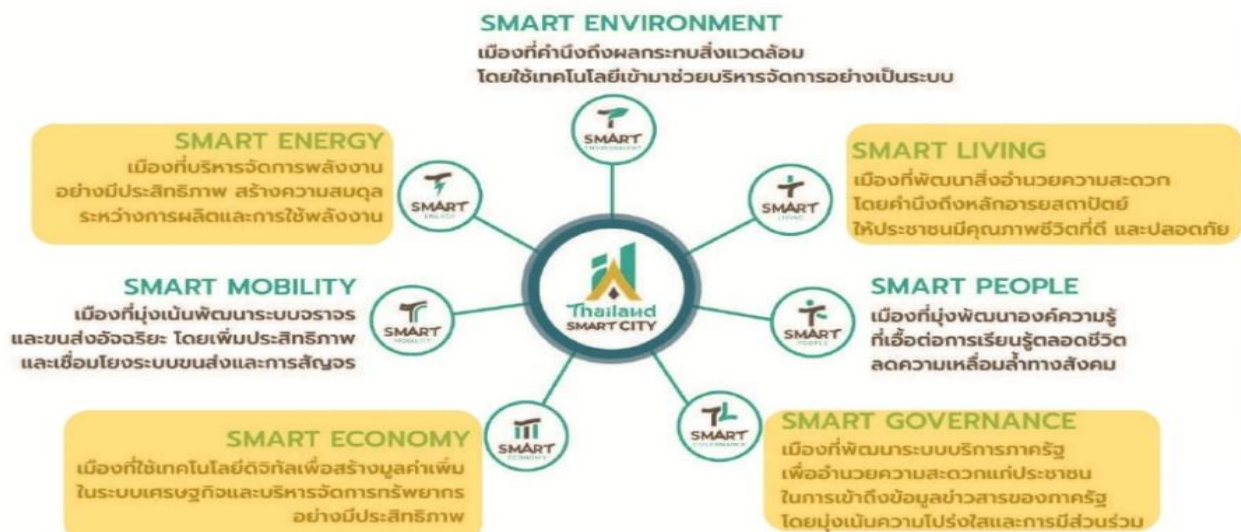 SMART ENVIRONMENT
เมืองที่คำนึงถึงผลกระทบสิ่งแวดล้อม
โดยใช้เทคโนโลยีเข้ามาช่วยบริหารจัดการอย่างเป็นระบบ
SMART
ENVIRONMENT
SMART ENERGY
เมืองที่บริหารจัดการพลังงาน
อย่างมีประสิทธิภาพ สร้างความสมดุล
ระหว่างการผลิตและการใช้พลังงาน
SMART
ENERGY
SMART LIVING
เมืองที่พัฒนาสิ่งอำนวยความสะดวก
โดยคำนึงถึงหลักอารยสถาปัตย์
ให้ประชาชนมีคุณภาพชีวิตที่ดี และปลอดภัย
SMART
LIVING
Thailand
SMART CITY
SMART MOBILITY
เมืองที่มุ่งเน้นพัฒนาระบบจราจร
และขนส่งอัจฉริยะ โดยเพิ่มประสิทธิภาพ
และเชื่อมโยงระบบขนส่งและการสัญจร
SMART
MOBILITY
SMART PEOPLE
เมืองที่มุ่งพัฒนาองค์ความรู้
ที่เอื้อต่อการเรียนรู้ตลอดชีวิต
ลดความเหลื่อมล้ำทางสังคม
SMART
PEOPLE
SMART ECONOMY
เมืองที่ใช้เทคโนโลยีดิจิทัลเพื่อสร้างมูลค่าเพิ่ม
ในระบบเศรษฐกิจและบริหารจัดการทรัพยากร
อย่างมีประสิทธิภาพ
SMART
ECONOMY
SMART GOVERNANCE
เมืองที่พัฒนาระบบบริการภาครัฐ
เพื่ออำนวยความสะดวกแก่ประชาชน
ในการเข้าถึงข้อมูลข่าวสารของภาครัฐ
โดยมุ่งเน้นความโปร่งใสและการมีส่วนร่วม
SMART
GOVERNANCE